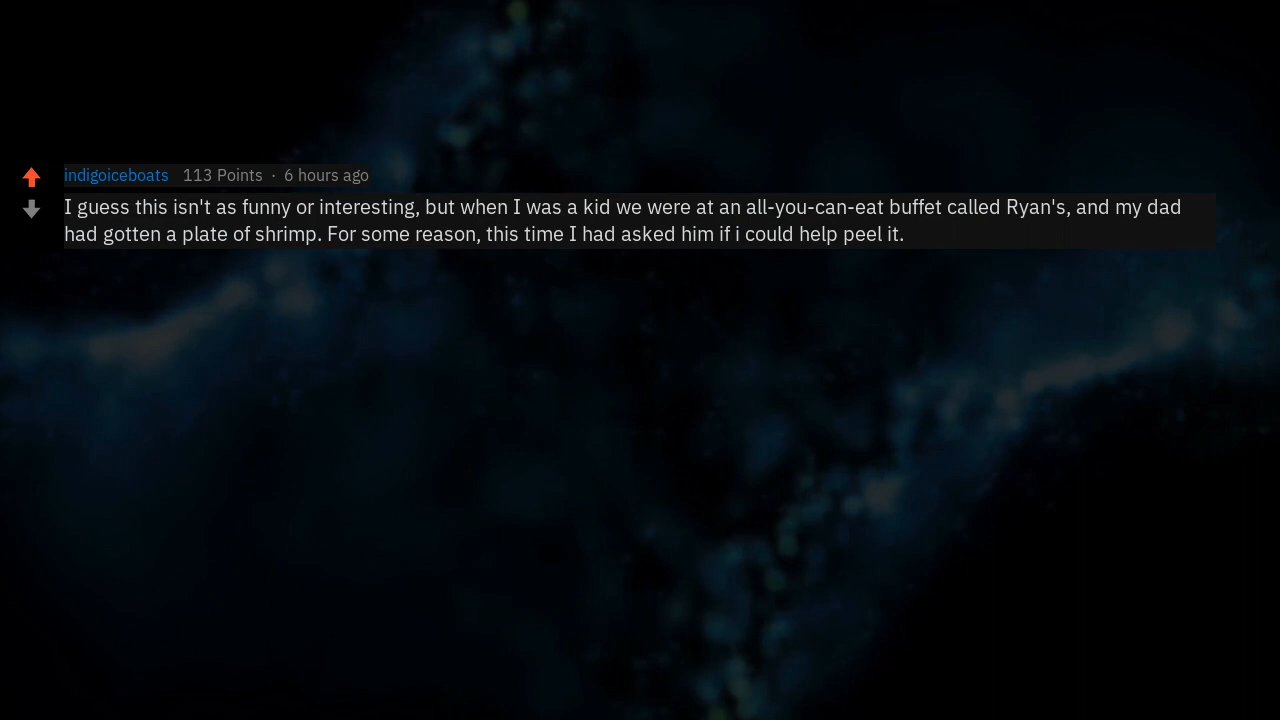 indigoiceboats 113 Points · 6 hours ago
I guess this isn't as funny or interesting, but when I was a kid we were at an all-you-can-eat buffet called Ryan's, and my dad
had gotten a plate of shrimp. For some reason, this time I had asked him if i could help peel it.